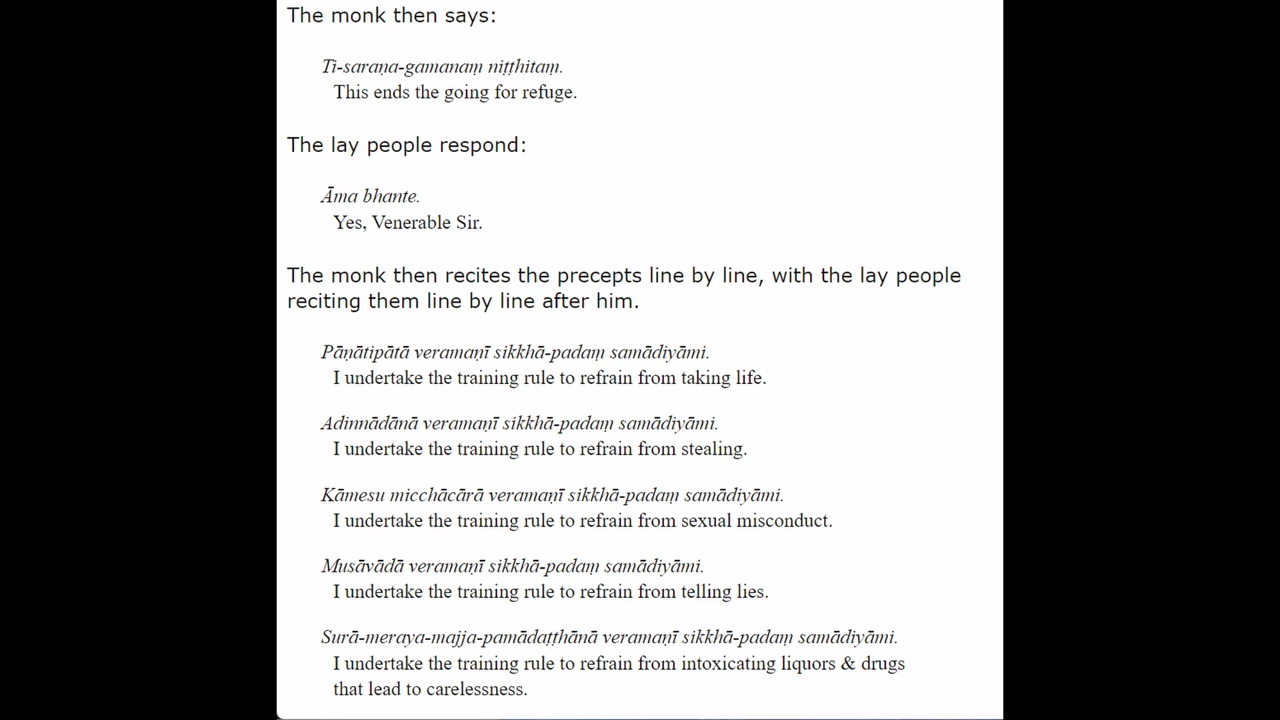 The monk then says:
Ti-saraṇa-gamanaṃ niṭṭhitaṃ.
This ends the going for refuge.
The lay people respond:
Āma bhante.
Yes, Venerable Sir.
The monk then recites the precepts line by line, with the lay people
reciting them line by line after him.
Pāṇātipātā veramaṇī sikkhā-padaṃ samādiyāmi.
I undertake the training rule to refrain from taking life.
Adinnādānā veramaṇī sikkhā-padaṃ samādiyāmi.
I undertake the training rule to refrain from stealing.
Kāmesu micchācārā veramaṇī sikkhā-padaṃ samādiyāmi.
I undertake the training rule to refrain from sexual misconduct.
Musāvādā veramaṇī sikkhā-padaṃ samādiyāmi.
I undertake the training rule to refrain from telling lies.
Surā-meraya-majja-pamādaṭṭhānā veramaṇī sikkhā-padaṃ samādiyāmi.
I undertake the training rule to refrain from intoxicating liquors & drugs
that lead to carelessness.